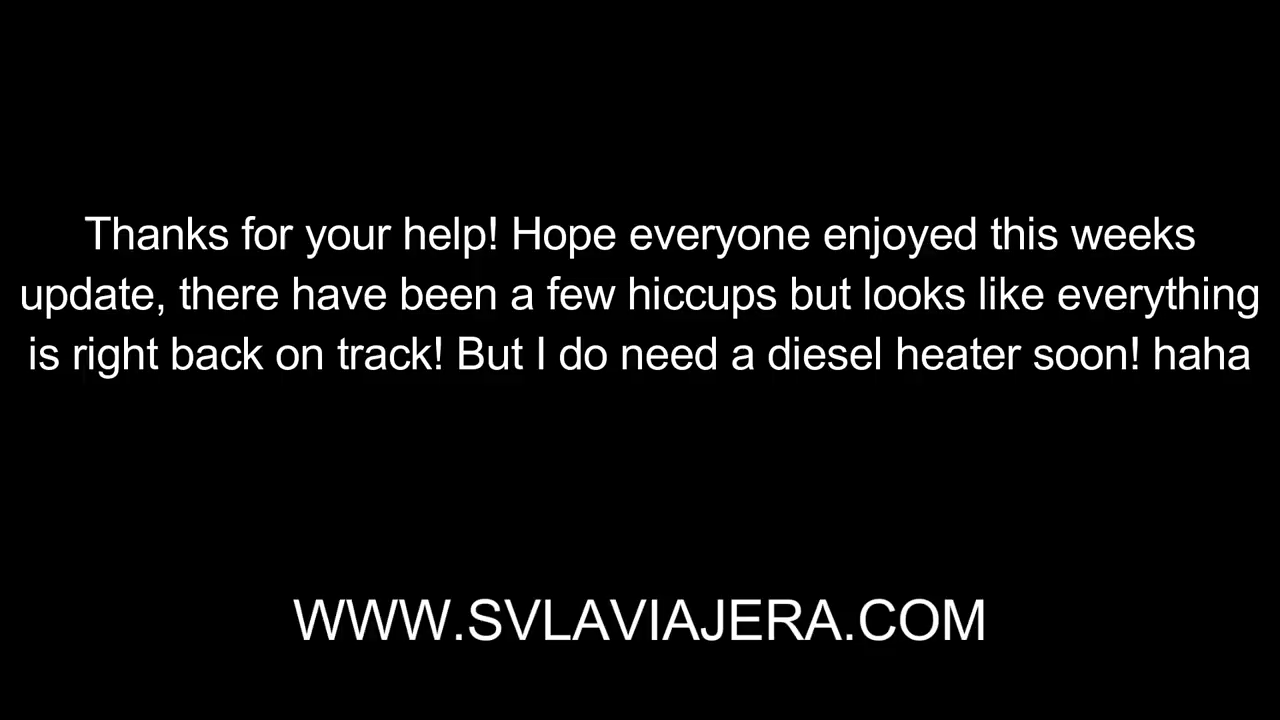 Thanks for your help! Hope everyone enjoyed this weeks
update, there have been a few hiccups but looks like everything
is right back on track! But I do need a diesel heater soon! haha
WWW.SVLAVIAJERA.COM